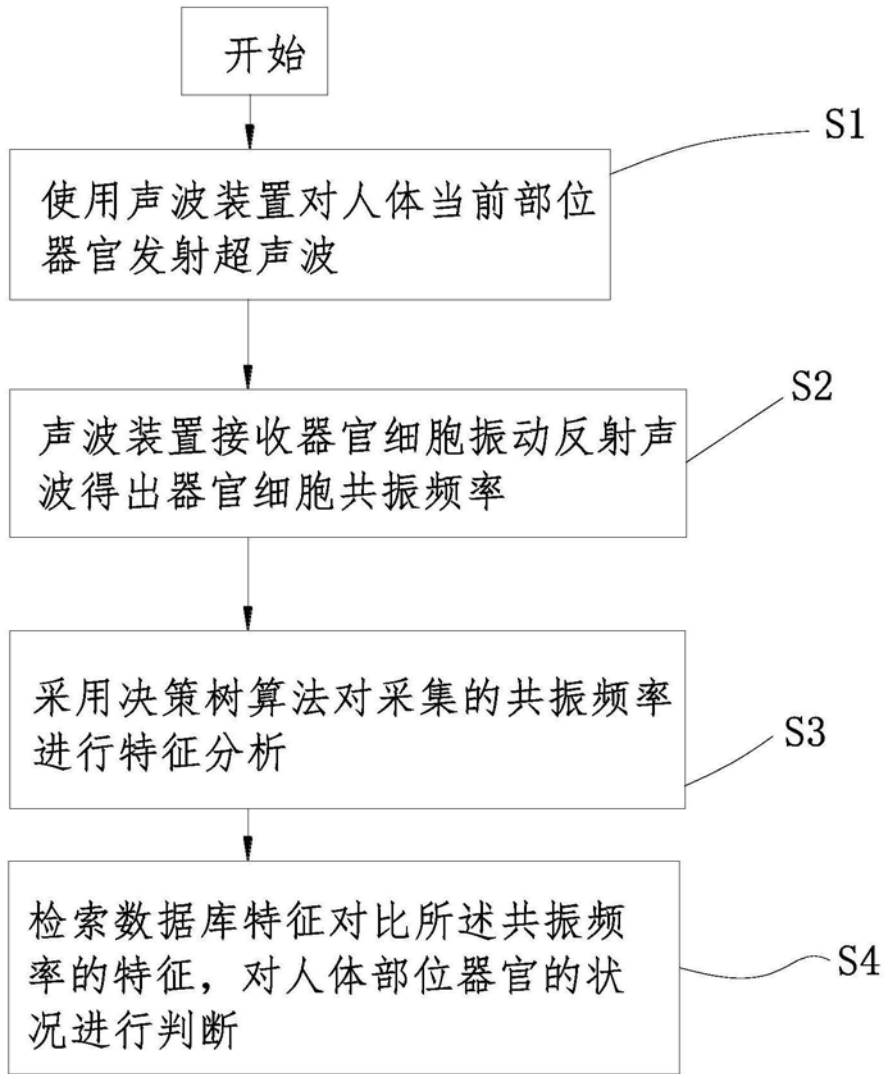 开始
S1
使用声波装置对人体当前部位
器官发射超声波
S2
声波装置接收器官细胞振动反射声
波得出器官细胞共振频率
采用决策树算法对采集的共振频率
进行特征分析
S3
检索数据库特征对比所述共振频
率的特征，对人体部位器官的状
况进行判断
S4